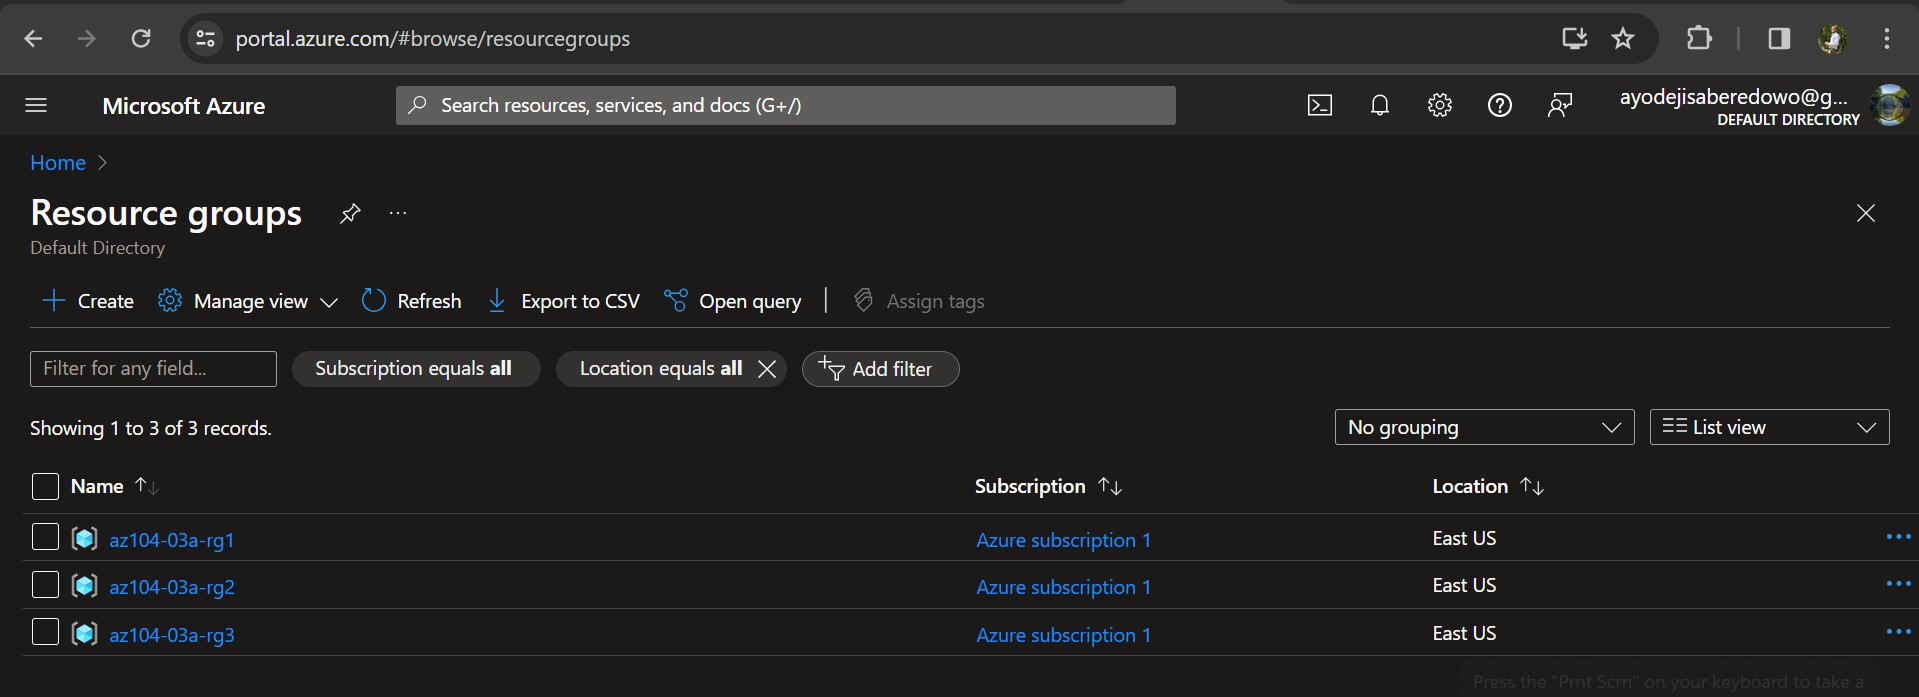 portal.azure.com/#browse/resourcegroups
Microsoft Azure
Search resources, services, and docs (G+/)
ayodejisaberedowo@g...
DEFAULT DIRECTORY
Home
Resource groups
...
Default Directory
Create
Manage view
Refresh
Export to CSV
Open query
Assign tags
Filter for any field...
Subscription equals all
Location equals all
Add filter
Showing 1 to 3 of 3 records.
No grouping
List view
Name
Subscription
Location
az104-03a-rg1
Azure subscription 1
East US
az104-03a-rg2
Azure subscription 1
East US
az104-03a-rg3
Azure subscription 1
East US
Press the "Prnt Scrn" on your keyboard to take a